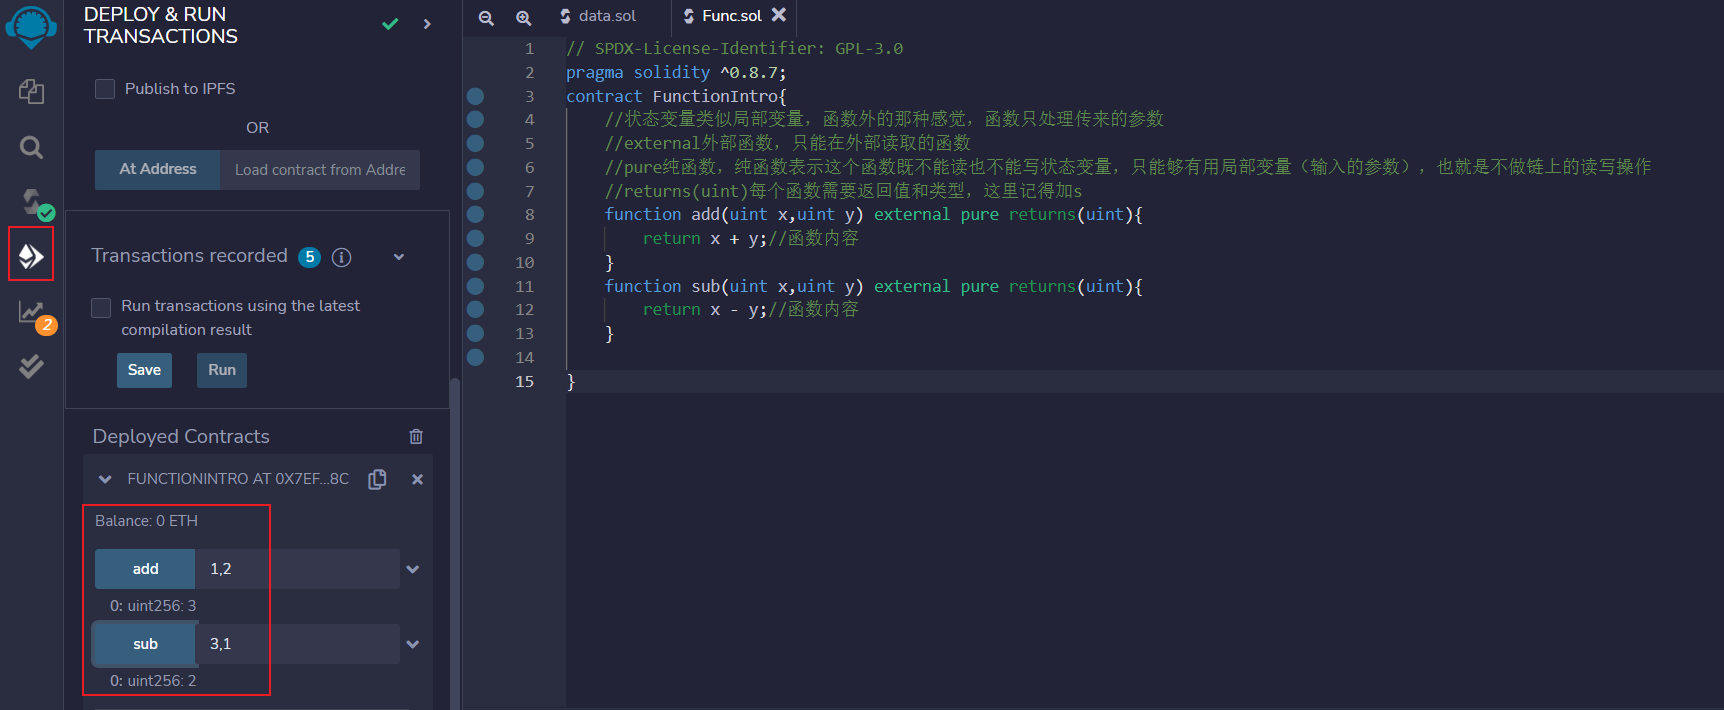 DEPLOY & RUN
TRANSACTIONS
Publish to IPFS
OR
At Address
Load contract from Addre
Transactions recorded 5 i
Run transactions using the latest
compilation result
Save
Run
2
Deployed Contracts
FUNCTIONINTRO AT 0X7EF...8C
Balance: 0 ETH
add 1,2
0: uint256: 3
sub 3,1
0: uint256: 2
data.sol
Func.sol
1 // SPDX-License-Identifier: GPL-3.0
2 pragma solidity ^0.8.7;
3 contract FunctionIntro{
4 //状态变量类似局部变量，函数外的那种感觉，函数只处理传来的参数
5 //external外部函数，只能在外部读取的函数
6 //pure纯函数，纯函数表示这个函数既不能读也不能写状态变量，只能够有用局部变量（输入的参数），也就是不做链上的读写操作
7 //returns(uint)每个函数需要返回值和类型，这里记得加s
8 function add(uint x,uint y) external pure returns(uint){
9 return x + y;//函数内容
10 }
11 function sub(uint x,uint y) external pure returns(uint){
12 return x - y;//函数内容
13 }
14
15 }